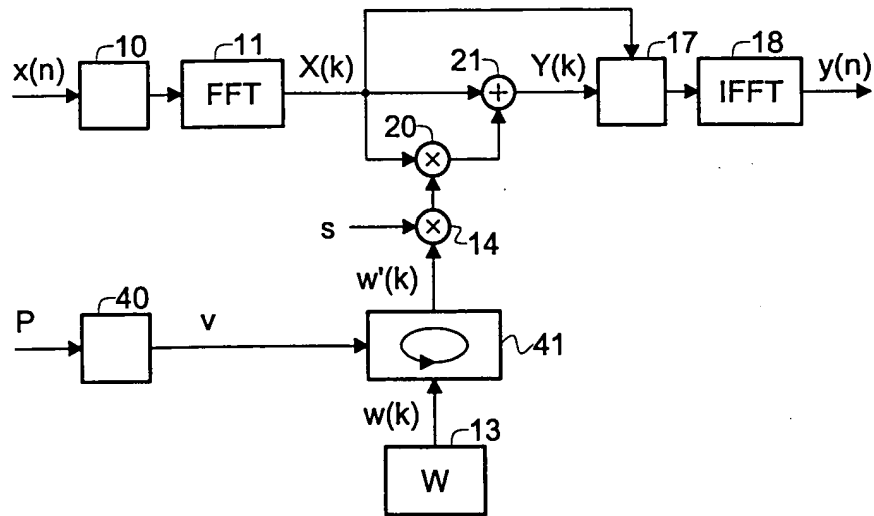 10
11
17
18
x(n)
FFT
X(k)
21
+
Y(k)
IFFT
y(n)
20
×
s
×
14
w'(k)
P
40
v
41
w(k)
13
W